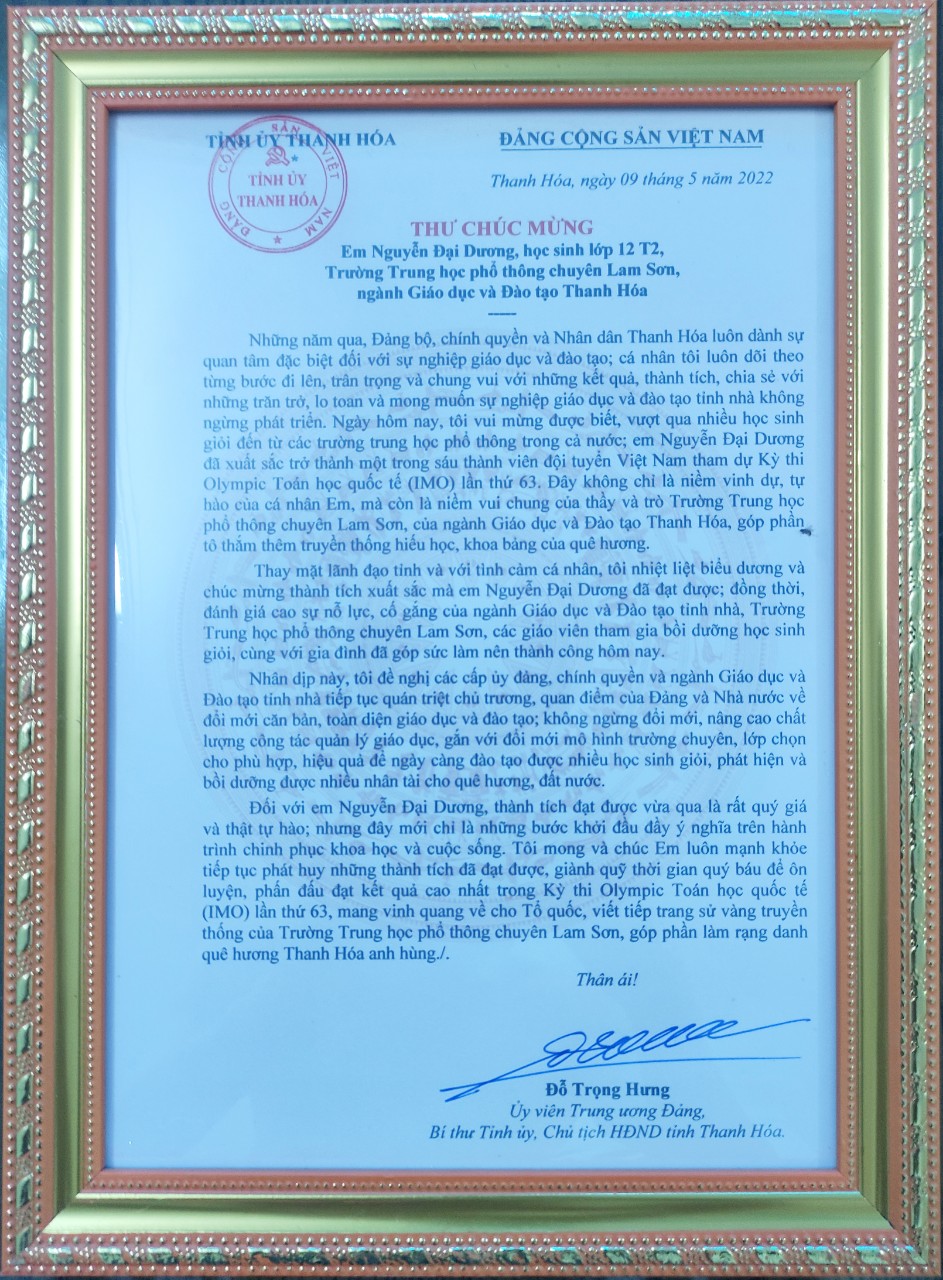 TỈNH ỦY THANH HÓA
ĐẢNG CỘNG SẢN VIỆT NAM
ĐẢNG CỘNG SẢN VIỆT NAM
TỈNH ỦY
THANH HÓA
Thanh Hóa, ngày 09 tháng 5 năm 2022
THƯ CHÚC MỪNG
Em Nguyễn Đại Dương, học sinh lớp 12 T2,
Trường Trung học phổ thông chuyên Lam Sơn,
ngành Giáo dục và Đào tạo Thanh Hóa
Những năm qua, Đảng bộ, chính quyền và Nhân dân Thanh Hóa luôn dành sự
quan tâm đặc biệt đối với sự nghiệp giáo dục và đào tạo; cá nhân tôi luôn dõi theo
từng bước đi lên, trân trọng và chung vui với những kết quả, thành tích, chia sẻ với
những trăn trở, lo toan và mong muốn sự nghiệp giáo dục và đào tạo tỉnh nhà không
ngừng phát triển. Ngày hôm nay, tôi vui mừng được biết, vượt qua nhiều học sinh
giỏi đến từ các trường trung học phổ thông trong cả nước; em Nguyễn Đại Dương
đã xuất sắc trở thành một trong sáu thành viên đội tuyển Việt Nam tham dự Kỳ thi
Olympic Toán học quốc tế (IMO) lần thứ 63. Đây không chỉ là niềm vinh dự, tự
hào của cá nhân Em, mà còn là niềm vui chung của thầy và trò Trường Trung học
phổ thông chuyên Lam Sơn, của ngành Giáo dục và Đào tạo Thanh Hóa, góp phần
tô thắm thêm truyền thống hiếu học, khoa bảng của quê hương.
Thay mặt lãnh đạo tỉnh và với tình cảm cá nhân, tôi nhiệt liệt biểu dương và
chúc mừng thành tích xuất sắc mà em Nguyễn Đại Dương đã đạt được; đồng thời,
đánh giá cao sự nỗ lực, cố gắng của ngành Giáo dục và Đào tạo tỉnh nhà, Trường
Trung học phổ thông chuyên Lam Sơn, các giáo viên tham gia bồi dưỡng học sinh
giỏi, cùng với gia đình đã góp sức làm nên thành công hôm nay.
Nhân dịp này, tôi đề nghị các cấp ủy đảng, chính quyền và ngành Giáo dục và
Đào tạo tỉnh nhà tiếp tục quán triệt chủ trương, quan điểm của Đảng và Nhà nước về
đổi mới căn bản, toàn diện giáo dục và đào tạo; không ngừng đổi mới, nâng cao chất
lượng công tác quản lý giáo dục, gắn với đổi mới mô hình trường chuyên, lớp chọn
cho phù hợp, hiệu quả để ngày càng đào tạo được nhiều học sinh giỏi, phát hiện và
bồi dưỡng được nhiều nhân tài cho quê hương, đất nước.
Đối với em Nguyễn Đại Dương, thành tích đạt được vừa qua là rất quý giá
và thật tự hào; nhưng đây mới chỉ là những bước khởi đầu đầy ý nghĩa trên hành
trình chinh phục khoa học và cuộc sống. Tôi mong và chúc Em luôn mạnh khỏe
tiếp tục phát huy những thành tích đã đạt được, giành quỹ thời gian quý báu để ôn
luyện, phấn đấu đạt kết quả cao nhất trong Kỳ thi Olympic Toán học quốc tế
(IMO) lần thứ 63, mang vinh quang về cho Tổ quốc, viết tiếp trang sử vàng truyền
thống của Trường Trung học phổ thông chuyên Lam Sơn, góp phần làm rạng danh
quê hương Thanh Hóa anh hùng./.
Thân ái!
Đỗ Trọng Hưng
Ủy viên Trung ương Đảng,
Bí thư Tỉnh ủy, Chủ tịch HĐND tỉnh Thanh Hóa.